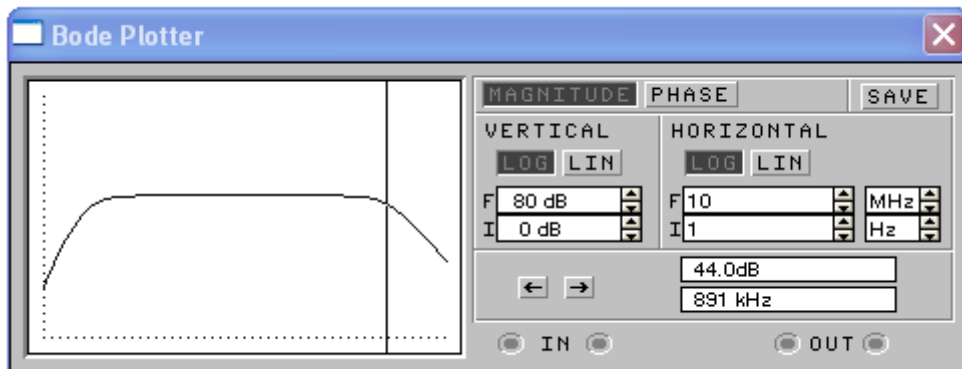 Bode Plotter
MAGNITUDE PHASE SAVE
VERTICAL HORIZONTAL
LOG LIN LOG LIN
F 80 dB F 10 MHz
I 0 dB I 1 Hz
← → 44.0dB
891 kHz
IN OUT